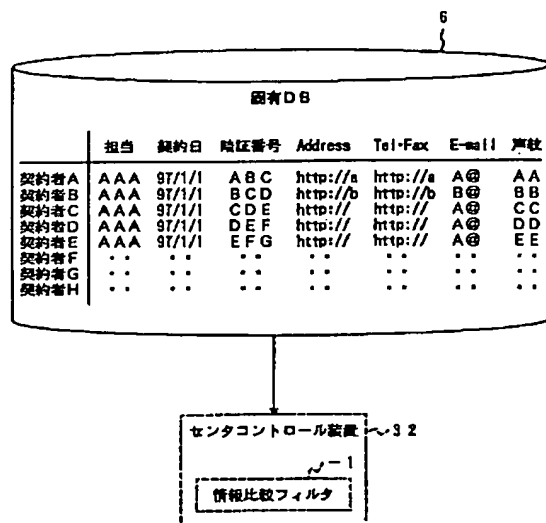 6
固有DB
担当 契約日 暗証番号 Address Tel・Fax E-mail 声紋
契約者A AAA 97/1/1 ABC http://a http://a A@ AA
契約者B AAA 97/1/1 BCD http://b http://b B@ BB
契約者C AAA 97/1/1 CDE http:// http:// A@ CC
契約者D AAA 97/1/1 DEF http:// http:// A@ DD
契約者E AAA 97/1/1 EFG http:// http:// A@ EE
契約者F ・・ ・・ ・・ ・・ ・・ ・・ ・・
契約者G ・・ ・・ ・・ ・・ ・・ ・・ ・・
契約者H ・・ ・・ ・・ ・・ ・・ ・・ ・・
センタコントロール装置 32
1
情報比較フィルタ